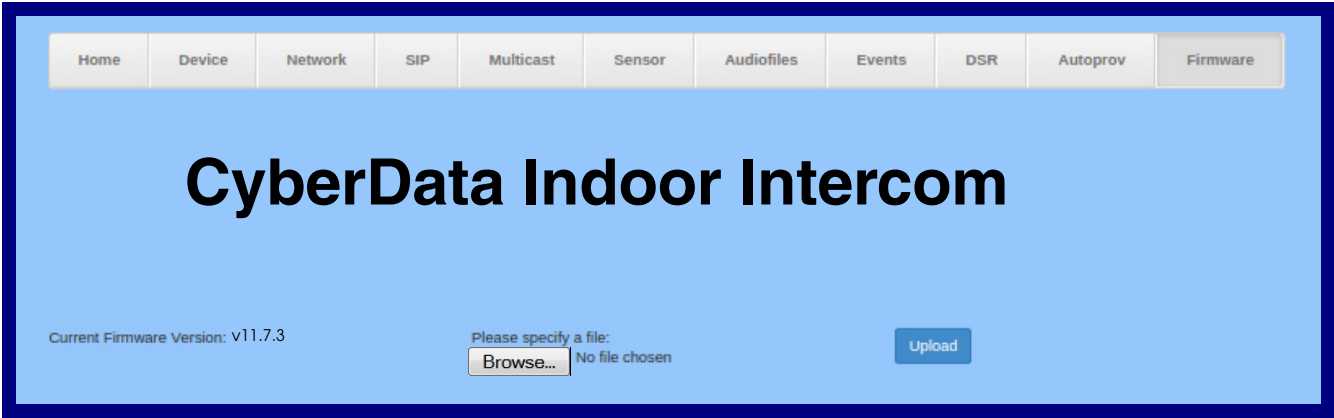 Home Device Network SIP Multicast Sensor Audiofiles Events DSR Autoprov Firmware
CyberData Indoor Intercom
Current Firmware Version: v11.7.3
Please specify a file:
Browse... No file chosen
Upload